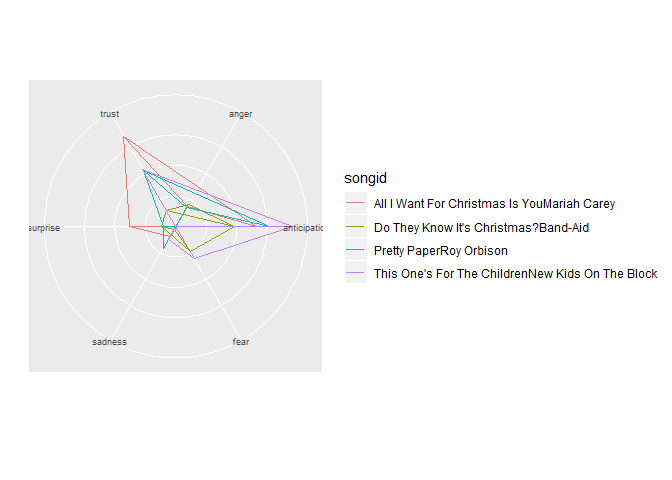 trust
anger
surprise
anticipatio
sadness
fear
songid
All I Want For Christmas Is YouMariah Carey
Do They Know It's Christmas?Band-Aid
Pretty PaperRoy Orbison
This One's For The ChildrenNew Kids On The Block